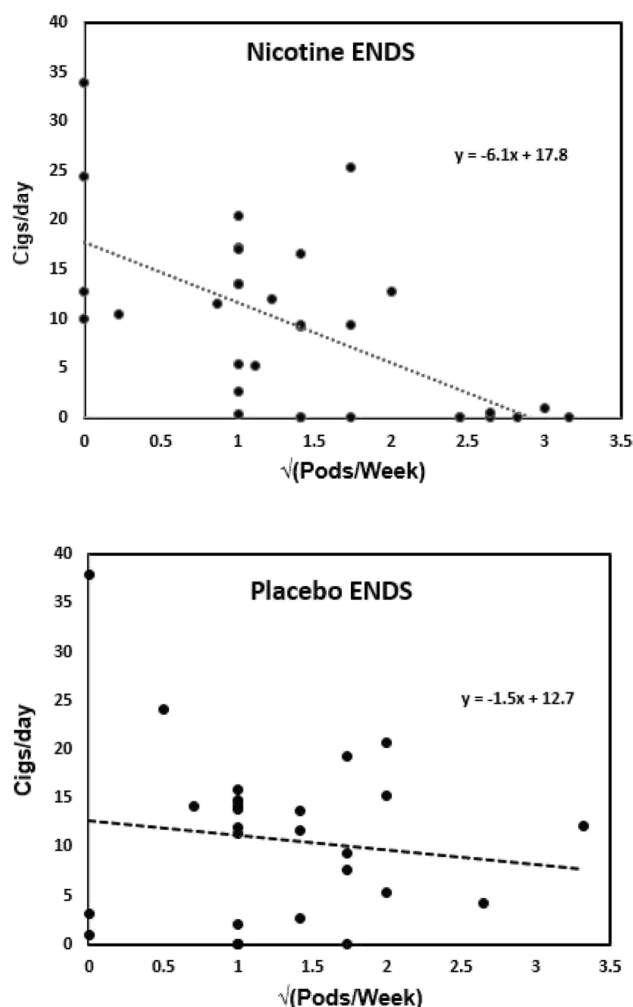 Nicotine ENDS
y = -6.1x + 17.8
Cigs/day
40
35
30
25
20
15
10
5
0
0 0.5 1 1.5 2 2.5 3 3.5
√(Pods/Week)
Placebo ENDS
y = -1.5x + 12.7
Cigs/day
40
35
30
25
20
15
10
5
0
0 0.5 1 1.5 2 2.5 3 3.5
√(Pods/Week)